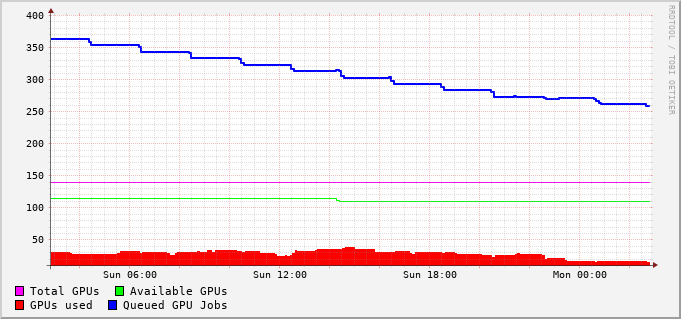 400
350
300
250
200
150
100
50
Sun 06:00 Sun 12:00 Sun 18:00 Mon 00:00
Total GPUs Available GPUs
GPUs used Queued GPU Jobs
RRDTOOL / TOBI OETIKER